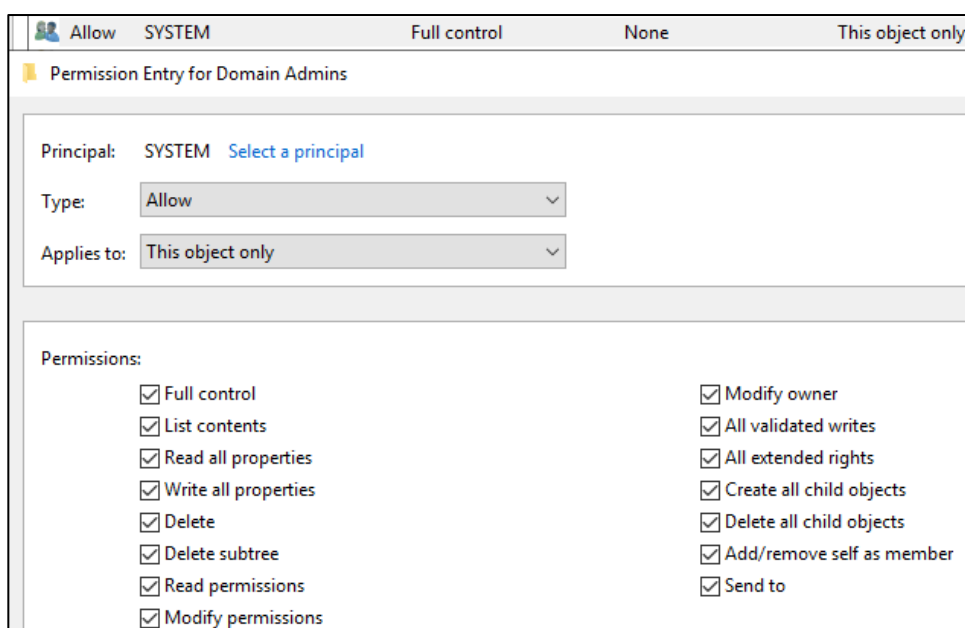 Allow SYSTEM Full control None This object only
Permission Entry for Domain Admins
Principal: SYSTEM Select a principal
Type: Allow
Applies to: This object only
Permissions:
Full control Modify owner
List contents All validated writes
Read all properties All extended rights
Write all properties Create all child objects
Delete Delete all child objects
Delete subtree Add/remove self as member
Read permissions Send to
Modify permissions